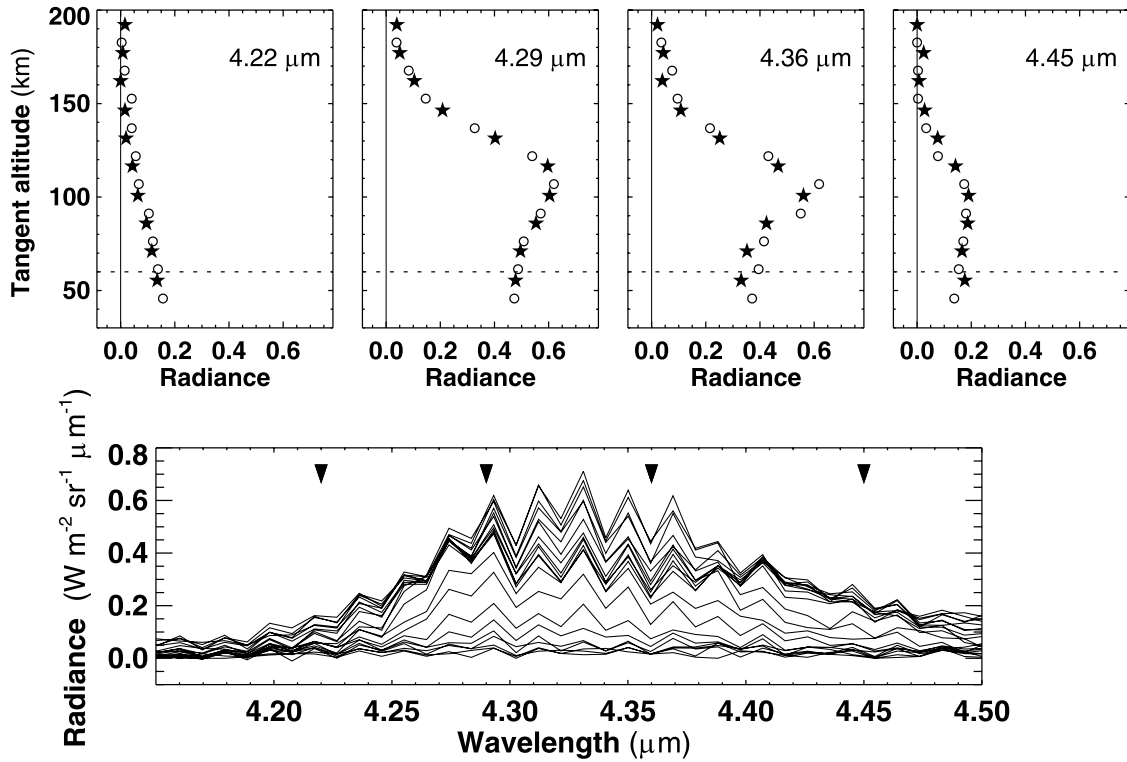 4.22 μm
4.29 μm
4.36 μm
4.45 μm
Tangent altitude (km)
200
150
100
50
0.0 0.2 0.4 0.6
0.0 0.2 0.4 0.6
0.0 0.2 0.4 0.6
0.0 0.2 0.4 0.6
Radiance
Radiance
Radiance
Radiance
Radiance (W m-2 sr-1 μm-1)
0.8
0.6
0.4
0.2
0.0
4.20 4.25 4.30 4.35 4.40 4.45 4.50
Wavelength (μm)